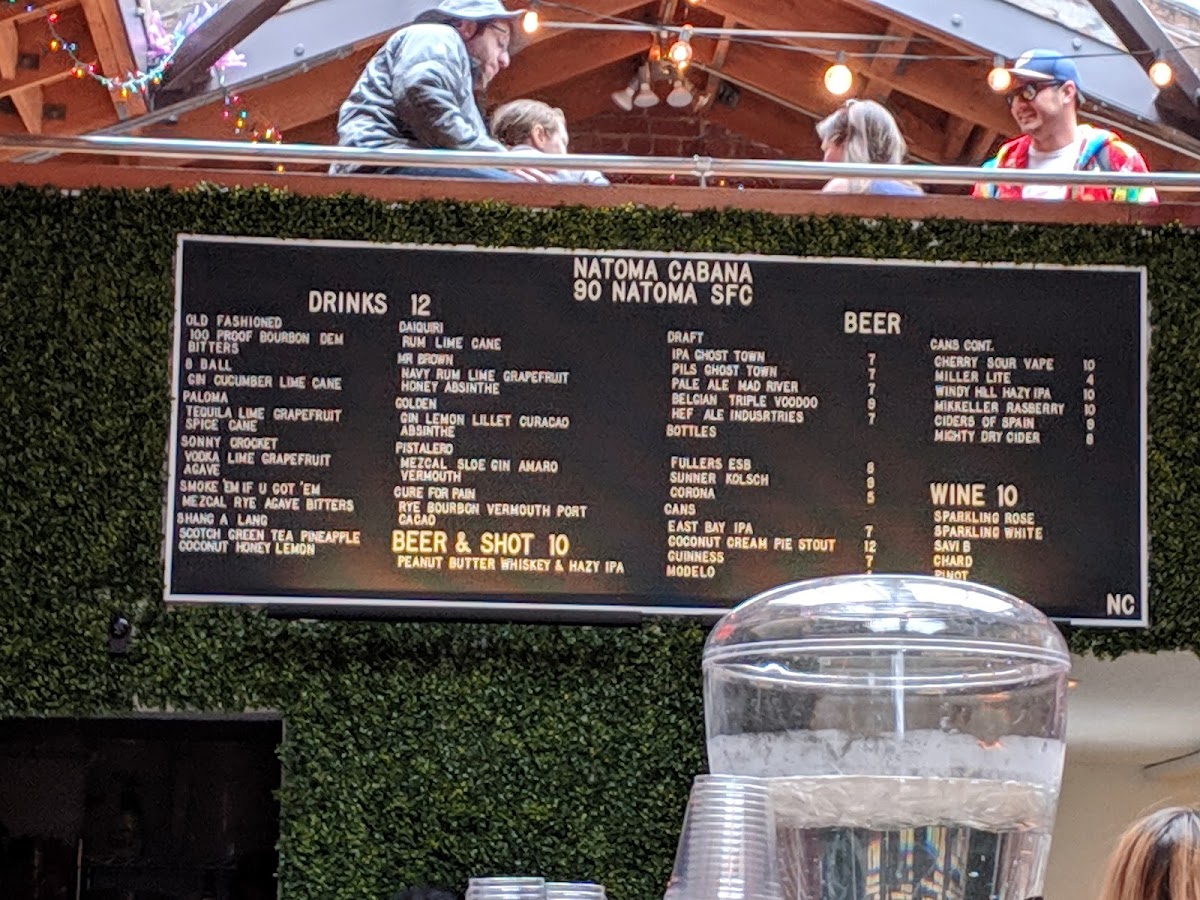 NATOMA CABANA
90 NATOMA SFC
DRINKS 12
OLD FASHIONED
100 PROOF BOURBON DEM
BITTERS
8 BALL
GIN CUCUMBER LIME CANE
PALOMA
TEQUILA LIME GRAPEFRUIT
SPICE CANE
SONNY CROCKET
VODKA LIME GRAPEFRUIT
AGAVE
SMOKE 'EM IF U GOT 'EM
MEZCAL RYE AGAVE BITTERS
SHANG A LANG
SCOTCH GREEN TEA PINEAPPLE
COCONUT HONEY LEMON
DAIQUIRI
RUM LIME CANE
MR BROWN
NAVY RUM LIME GRAPEFRUIT
HONEY ABSINTHE
GOLDEN
GIN LEMON LILLET CURACAO
ABSINTHE
PISTALERO
MEZCAL SLOE GIN AMARO
VERMOUTH
CURE FOR PAIN
RYE BOURBON VERMOUTH PORT
CACAO
BEER & SHOT 10
PEANUT BUTTER WHISKEY & HAZY IPA
BEER
DRAFT
IPA GHOST TOWN 7
PILS GHOST TOWN 7
PALE ALE MAD RIVER 7
BELGIAN TRIPLE VOODOO 9
HEF ALE INDUSRTRIES 7
BOTTLES
FULLERS ESB
SUNNER KOLSCH
CORONA 5
CANS
EAST BAY IPA 7
COCONUT CREAM PIE STOUT 12
GUINNESS 7
MODELO
CANS CONT.
CHERRY SOUR VAPE 10
MILLER LITE 4
WINDY HILL HAZY IPA 10
MIKKELLER RASBERRY 10
CIDERS OF SPAIN 9
MIGHTY DRY CIDER 8
WINE 10
SPARKLING ROSE
SPARKLING WHITE
SAVI B
CHARD
PINOT
NC